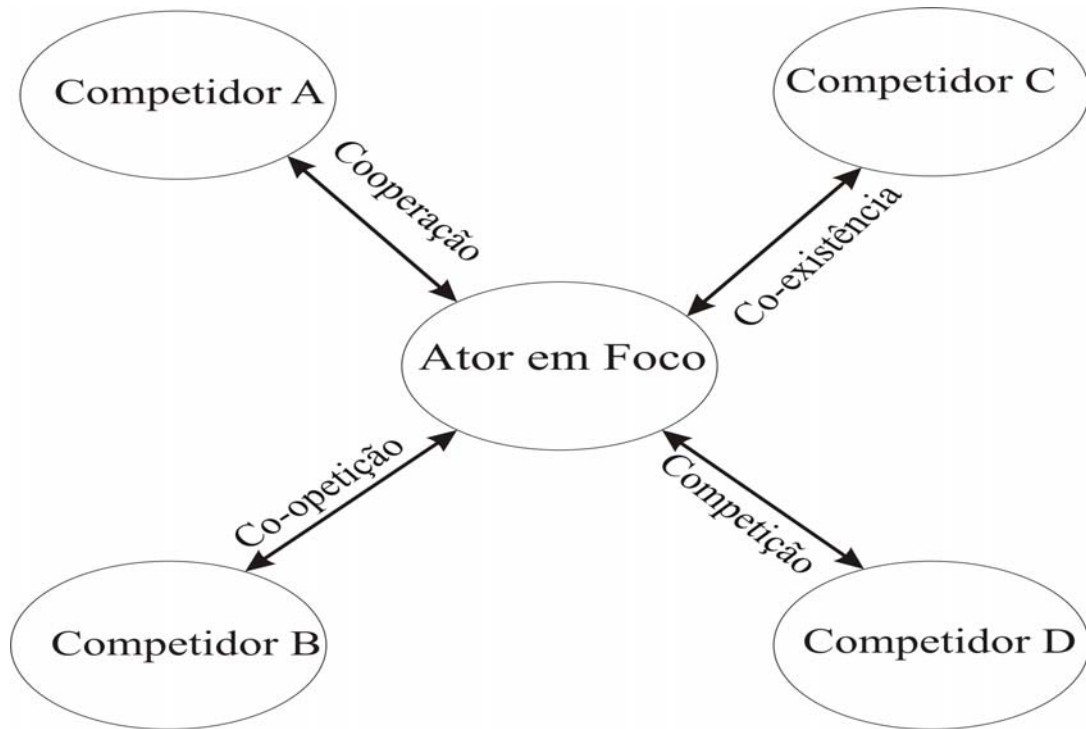 Competidor A
Competidor C
Cooperação
Co-existência
Ator em Foco
Co-opetição
Competição
Competidor B
Competidor D